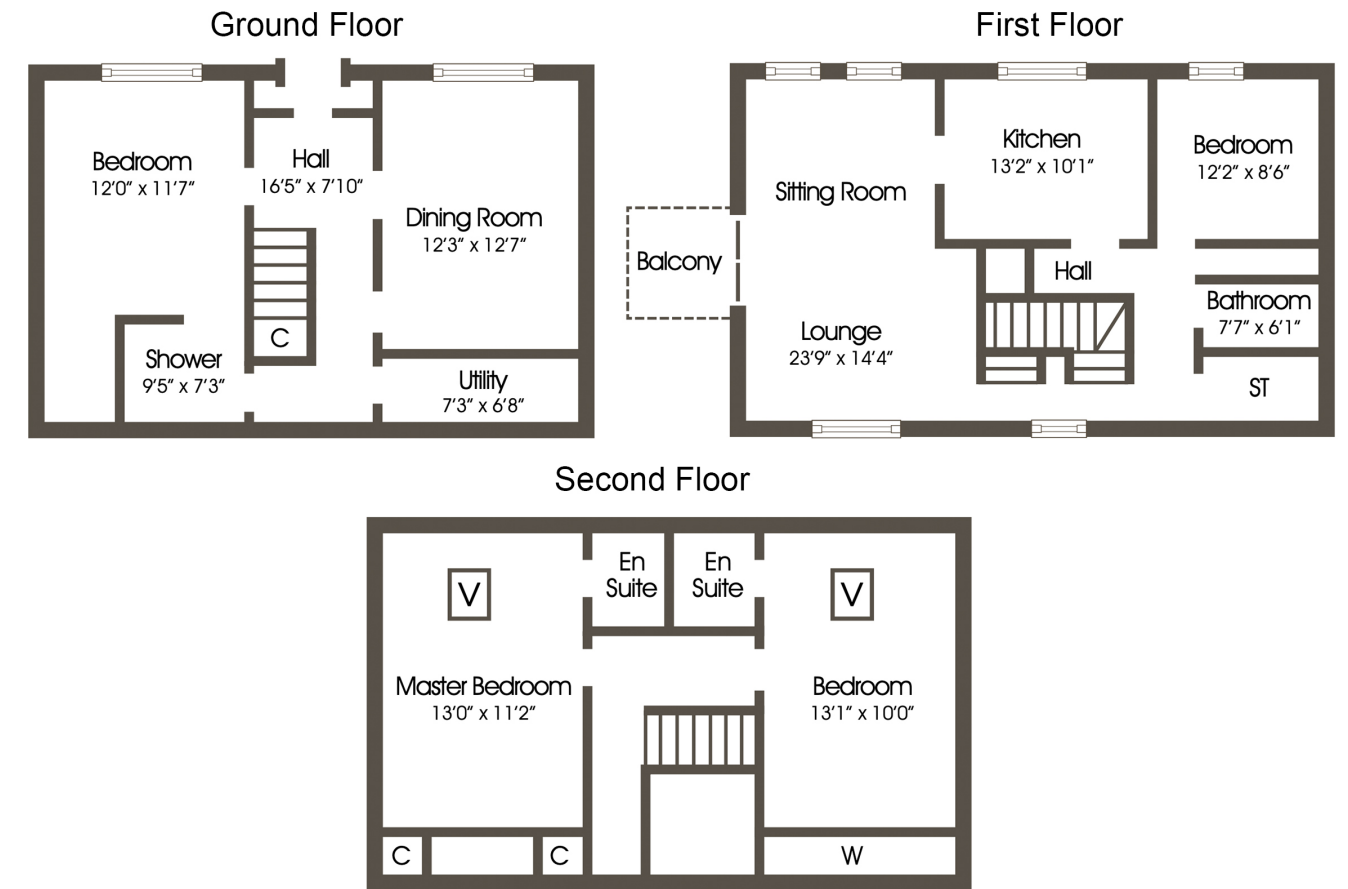 Ground Floor
Bedroom
12'0" x 11'7"
Hall
16'5" x 7'10"
Dining Room
12'3" x 12'7"
C
Shower
9'5" x 7'3"
Utility
7'3" x 6'8"
First Floor
Kitchen
13'2" x 10'1"
Bedroom
12'2" x 8'6"
Sitting Room
Balcony
Hall
Bathroom
7'7" x 6'1"
Lounge
23'9" x 14'4"
ST
Second Floor
En
Suite
En
Suite
V
V
Master Bedroom
13'0" x 11'2"
Bedroom
13'1" x 10'0"
C
C
W